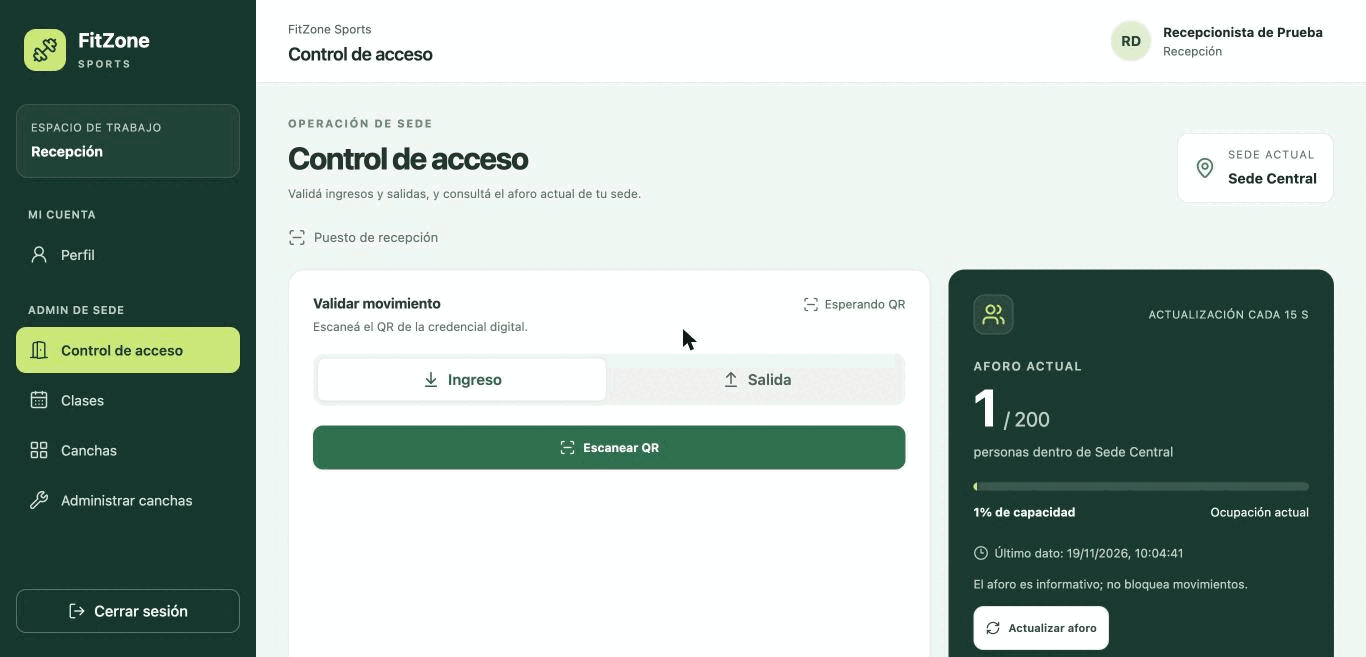 FitZone
SPORTS
ESPACIO DE TRABAJO
Recepción
MI CUENTA
Perfil
ADMIN DE SEDE
Control de acceso
Clases
Canchas
Administrar canchas
Cerrar sesión
FitZone Sports
Control de acceso
RD
Recepcionista de Prueba
Recepción
OPERACIÓN DE SEDE
Control de acceso
Validá ingresos y salidas, y consultá el aforo actual de tu sede.
SEDE ACTUAL
Sede Central
Puesto de recepción
Validar movimiento
Esperando QR
Escaneá el QR de la credencial digital.
Ingreso
Salida
Escanear QR
ACTUALIZACIÓN CADA 15 S
AFORO ACTUAL
1 / 200
personas dentro de Sede Central
1% de capacidad
Ocupación actual
Último dato: 19/11/2026, 10:04:41
El aforo es informativo; no bloquea movimientos.
Actualizar aforo